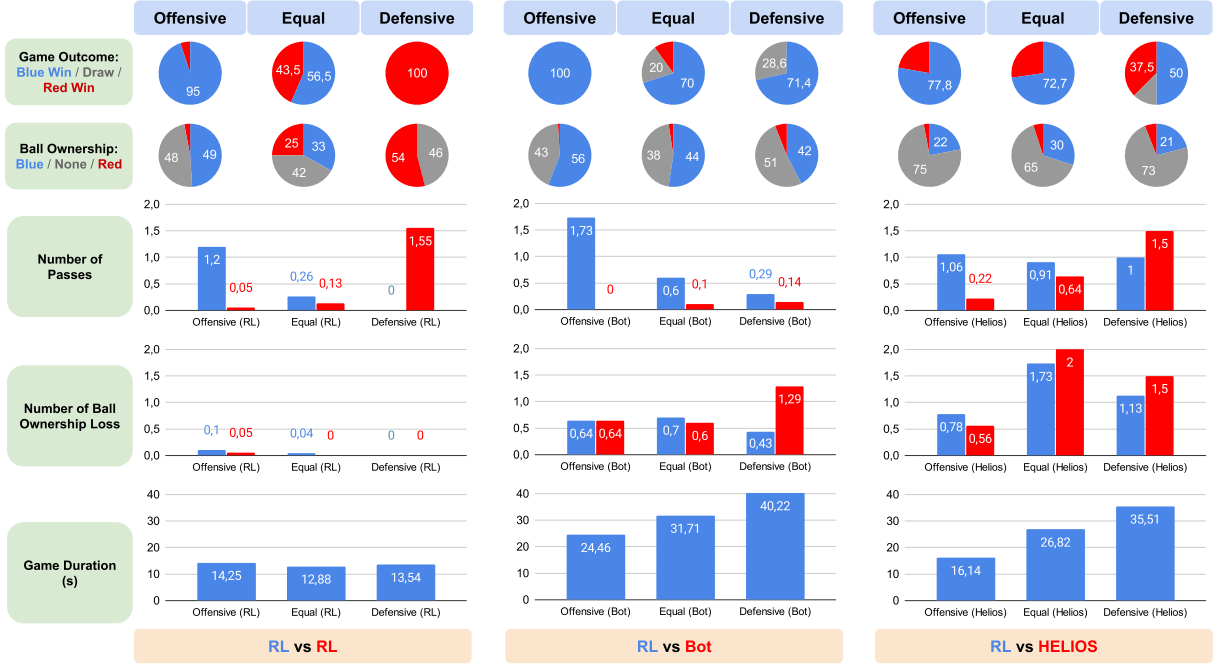 Offensive Equal Defensive Offensive Equal Defensive Offensive Equal Defensive
Game Outcome:
Blue Win / Draw /
Red Win
95 43,5 56,5 100 100 20 70 28,6 71,4 77,8 72,7 37,5 50
Ball Ownership:
Blue / None / Red
48 49 25 33 42 54 46 43 56 38 44 51 42 22 75 30 65 21 73
Number of
Passes
2,0
1,5
1,0
0,5
0,0
1,2 0,05 0,26 0,13 0 1,55
Offensive (RL) Equal (RL) Defensive (RL)
2,0
1,5
1,0
0,5
0,0
1,73 0 0,6 0,1 0,29 0,14
Offensive (Bot) Equal (Bot) Defensive (Bot)
2,0
1,5
1,0
0,5
0,0
1,06 0,22 0,91 0,64 1 1,5
Offensive (Helios) Equal (Helios) Defensive (Helios)
Number of Ball
Ownership Loss
2,0
1,5
1,0
0,5
0,0
0,1 0,05 0,04 0 0 0
Offensive (RL) Equal (RL) Defensive (RL)
2,0
1,5
1,0
0,5
0,0
0,64 0,64 0,7 0,6 0,43 1,29
Offensive (Bot) Equal (Bot) Defensive (Bot)
2,0
1,5
1,0
0,5
0,0
0,78 0,56 1,73 2 1,13 1,5
Offensive (Helios) Equal (Helios) Defensive (Helios)
Game Duration
(s)
40
30
20
10
0
14,25 12,88 13,54
Offensive (RL) Equal (RL) Defensive (RL)
40
30
20
10
0
24,46 31,71 40,22
Offensive (Bot) Equal (Bot) Defensive (Bot)
40
30
20
10
0
16,14 26,82 35,51
Offensive (Helios) Equal (Helios) Defensive (Helios)
RL vs RL RL vs Bot RL vs HELIOS